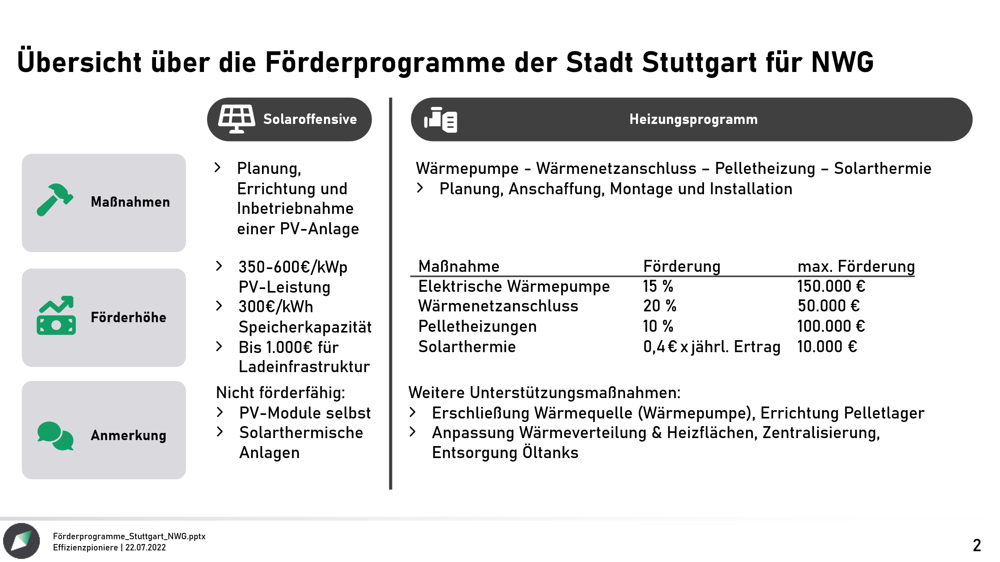 Übersicht über die Förderprogramme der Stadt Stuttgart für NWG
Solaroffensive
Heizungsprogramm
Maßnahmen
> Planung,
Errichtung und
Inbetriebnahme
einer PV-Anlage
Wärmepumpe - Wärmenetzanschluss – Pelletheizung – Solarthermie
> Planung, Anschaffung, Montage und Installation
Förderhöhe
> 350-600€/kWp
PV-Leistung
> 300€/kWh
Speicherkapazität
> Bis 1.000€ für
Ladeinfrastruktur
Maßnahme Förderung max. Förderung
Elektrische Wärmepumpe 15 % 150.000 €
Wärmenetzanschluss 20 % 50.000 €
Pelletheizungen 10 % 100.000 €
Solarthermie 0,4 € x jährl. Ertrag 10.000 €
Anmerkung
Nicht förderfähig:
> PV-Module selbst
> Solarthermische
Anlagen
Weitere Unterstützungsmaßnahmen:
> Erschließung Wärmequelle (Wärmepumpe), Errichtung Pelletlager
> Anpassung Wärmeverteilung & Heizflächen, Zentralisierung,
Entsorgung Öltanks
Förderprogramme_Stuttgart_NWG.pptx
Effizienzpioniere | 22.07.2022
2